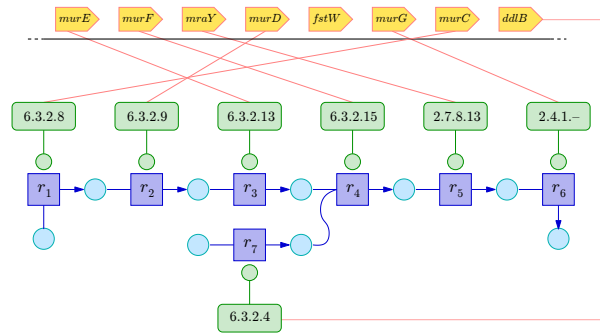 murE murF mraY murD fstW murG murC ddlB
6.3.2.8 6.3.2.9 6.3.2.13 6.3.2.15 2.7.8.13 2.4.1.–
r1 r2 r3 r4 r5 r6
r7
6.3.2.4